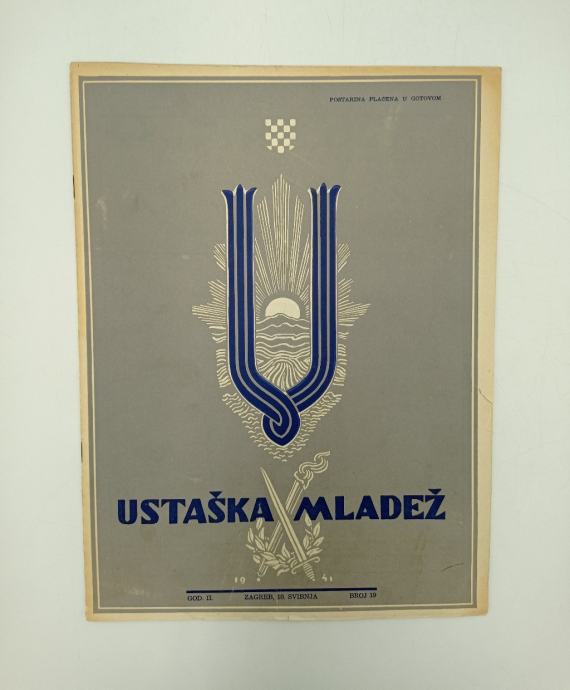 POŠTARINA PLAĆENA U GOTOVOM
U
USTAŠKA MLADEŽ
19 41
GOD. II. ZAGREB, 18. SVIBNJA BROJ 19